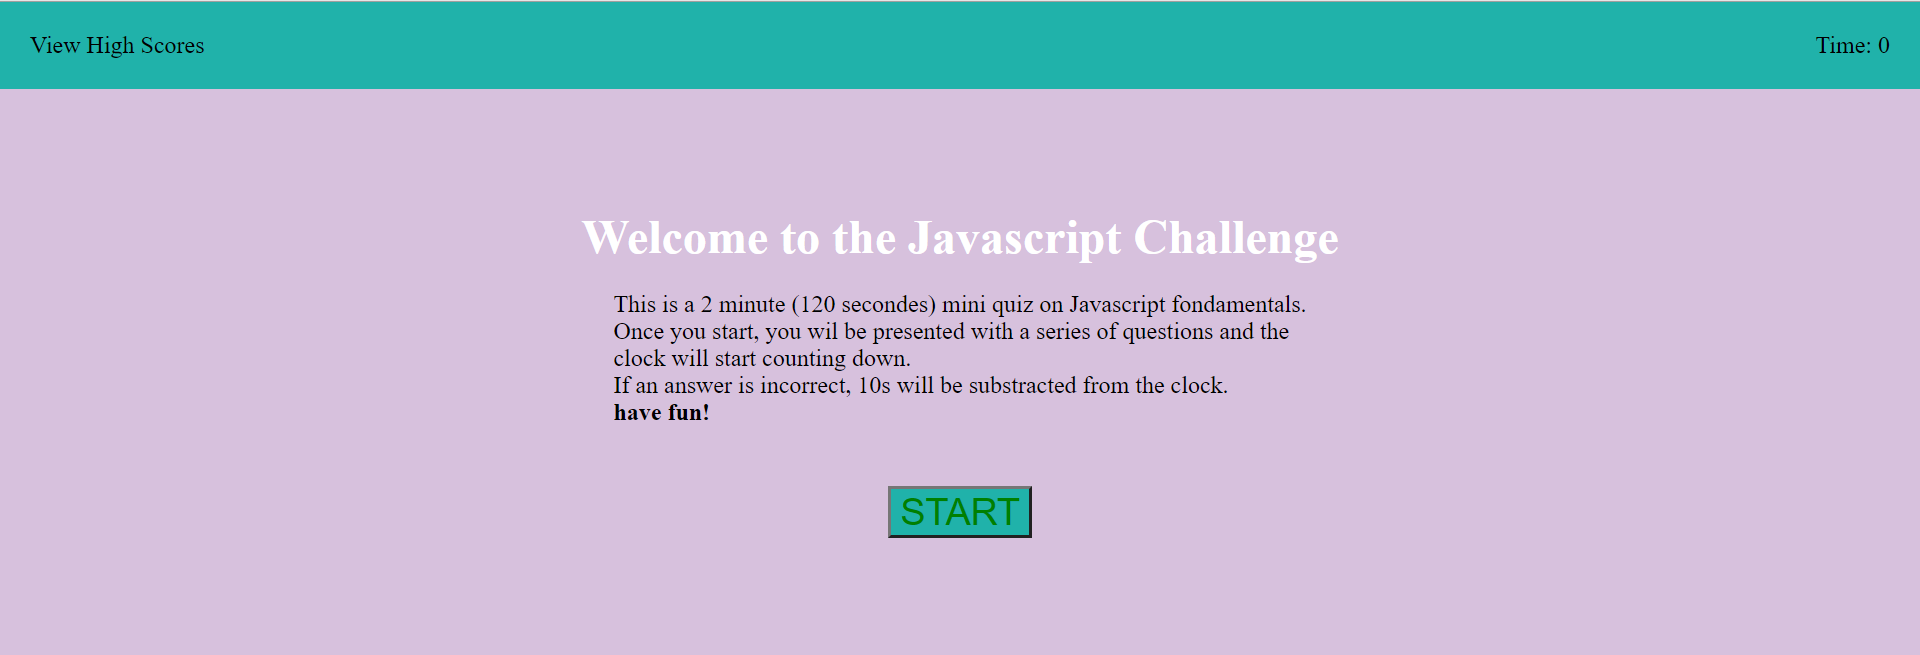 View High Scores
Time: 0
Welcome to the Javascript Challenge
This is a 2 minute (120 secondes) mini quiz on Javascript fondamentals.
Once you start, you wil be presented with a series of questions and the
clock will start counting down.
If an answer is incorrect, 10s will be substracted from the clock.
have fun!
START